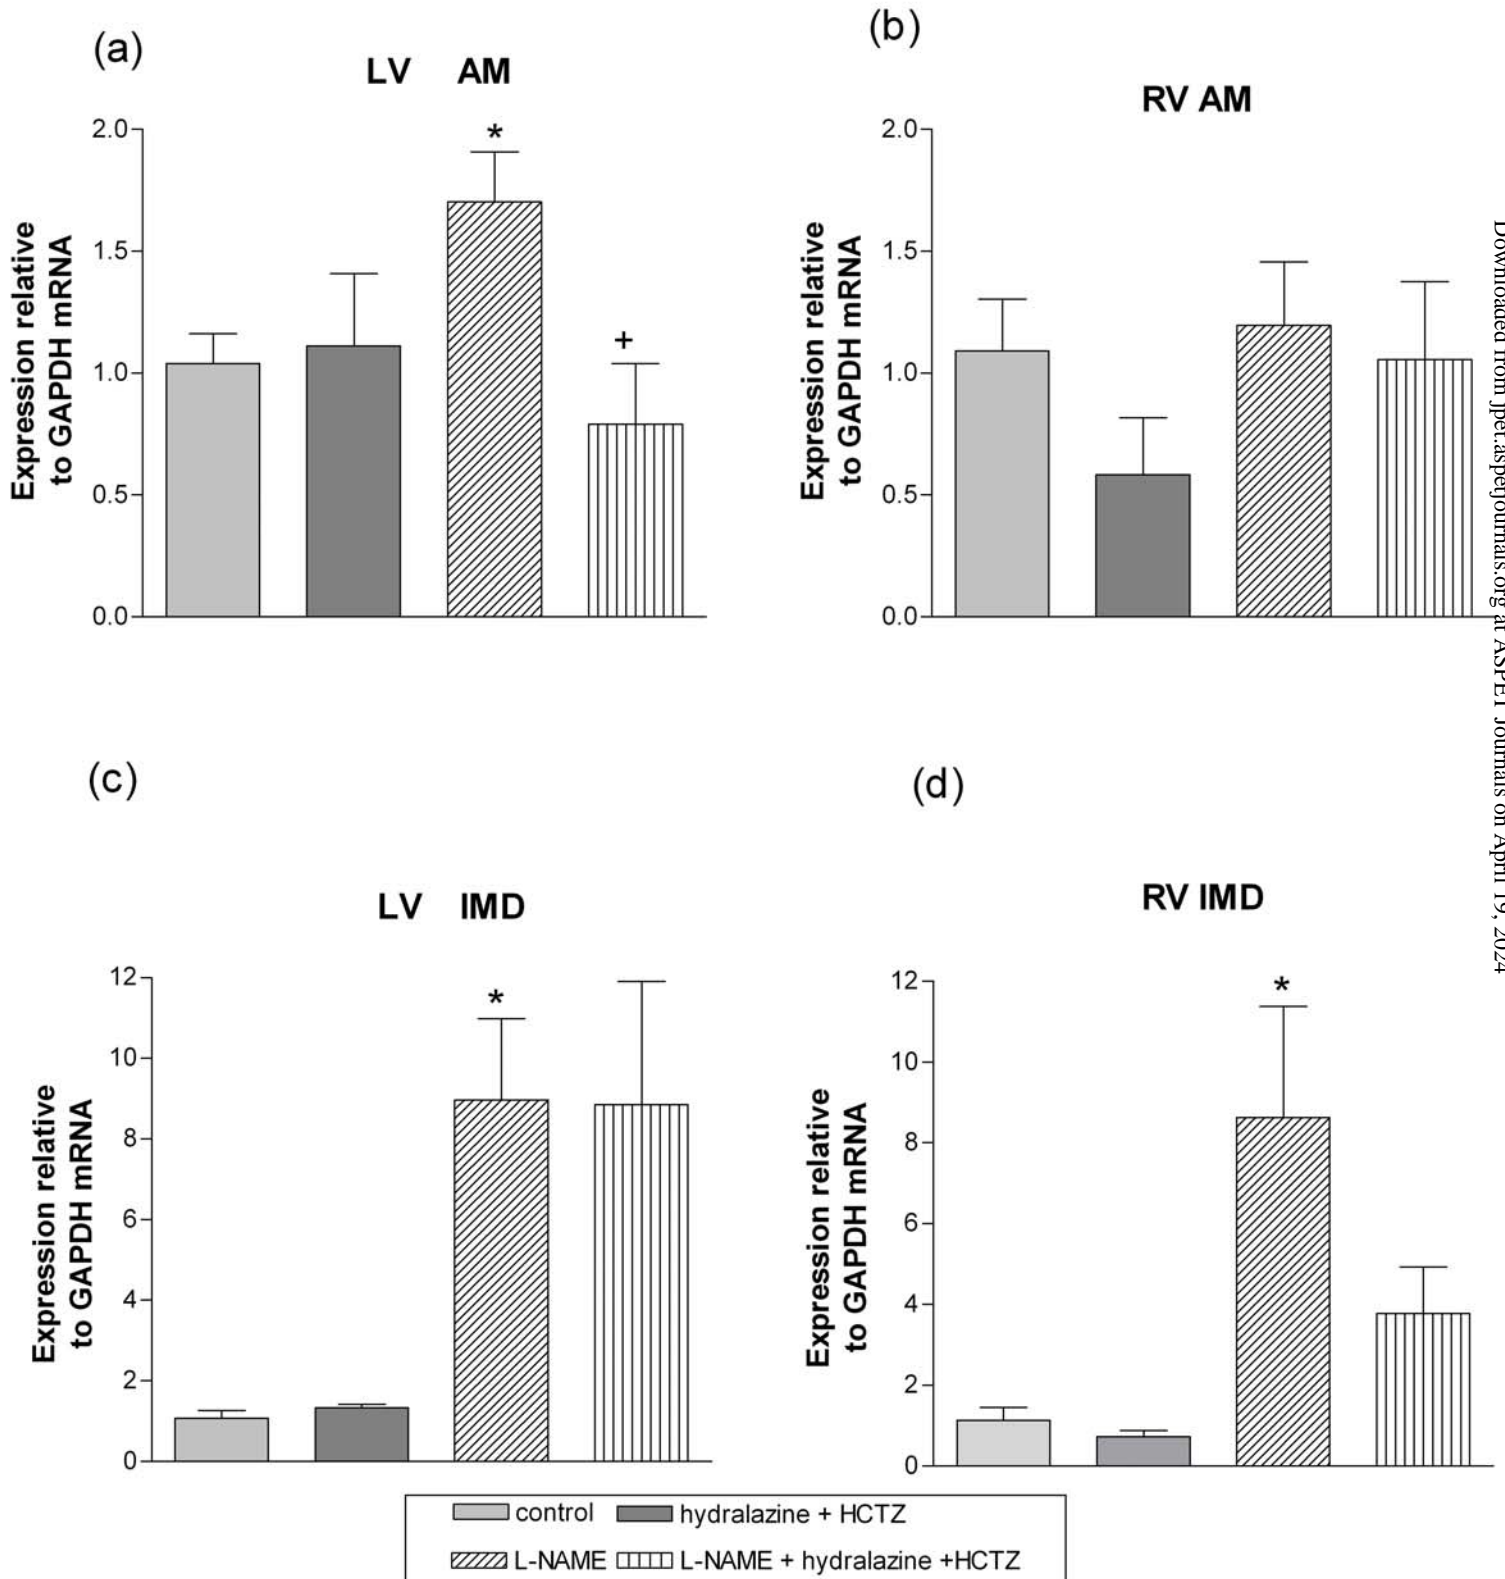 (a)
LV AM
2.0
1.5
1.0
0.5
0.0
Expression relative
to GAPDH mRNA
*
+
(b)
RV AM
2.0
1.5
1.0
0.5
0.0
Expression relative
to GAPDH mRNA
(c)
LV IMD
12
10
8
6
4
2
0
Expression relative
to GAPDH mRNA
*
(d)
RV IMD
12
10
8
6
4
2
0
Expression relative
to GAPDH mRNA
*
control hydralazine + HCTZ
L-NAME L-NAME + hydralazine +HCTZ
Downloaded from jpet.aspetjournals.org at ASPET Journals on April 19, 2024